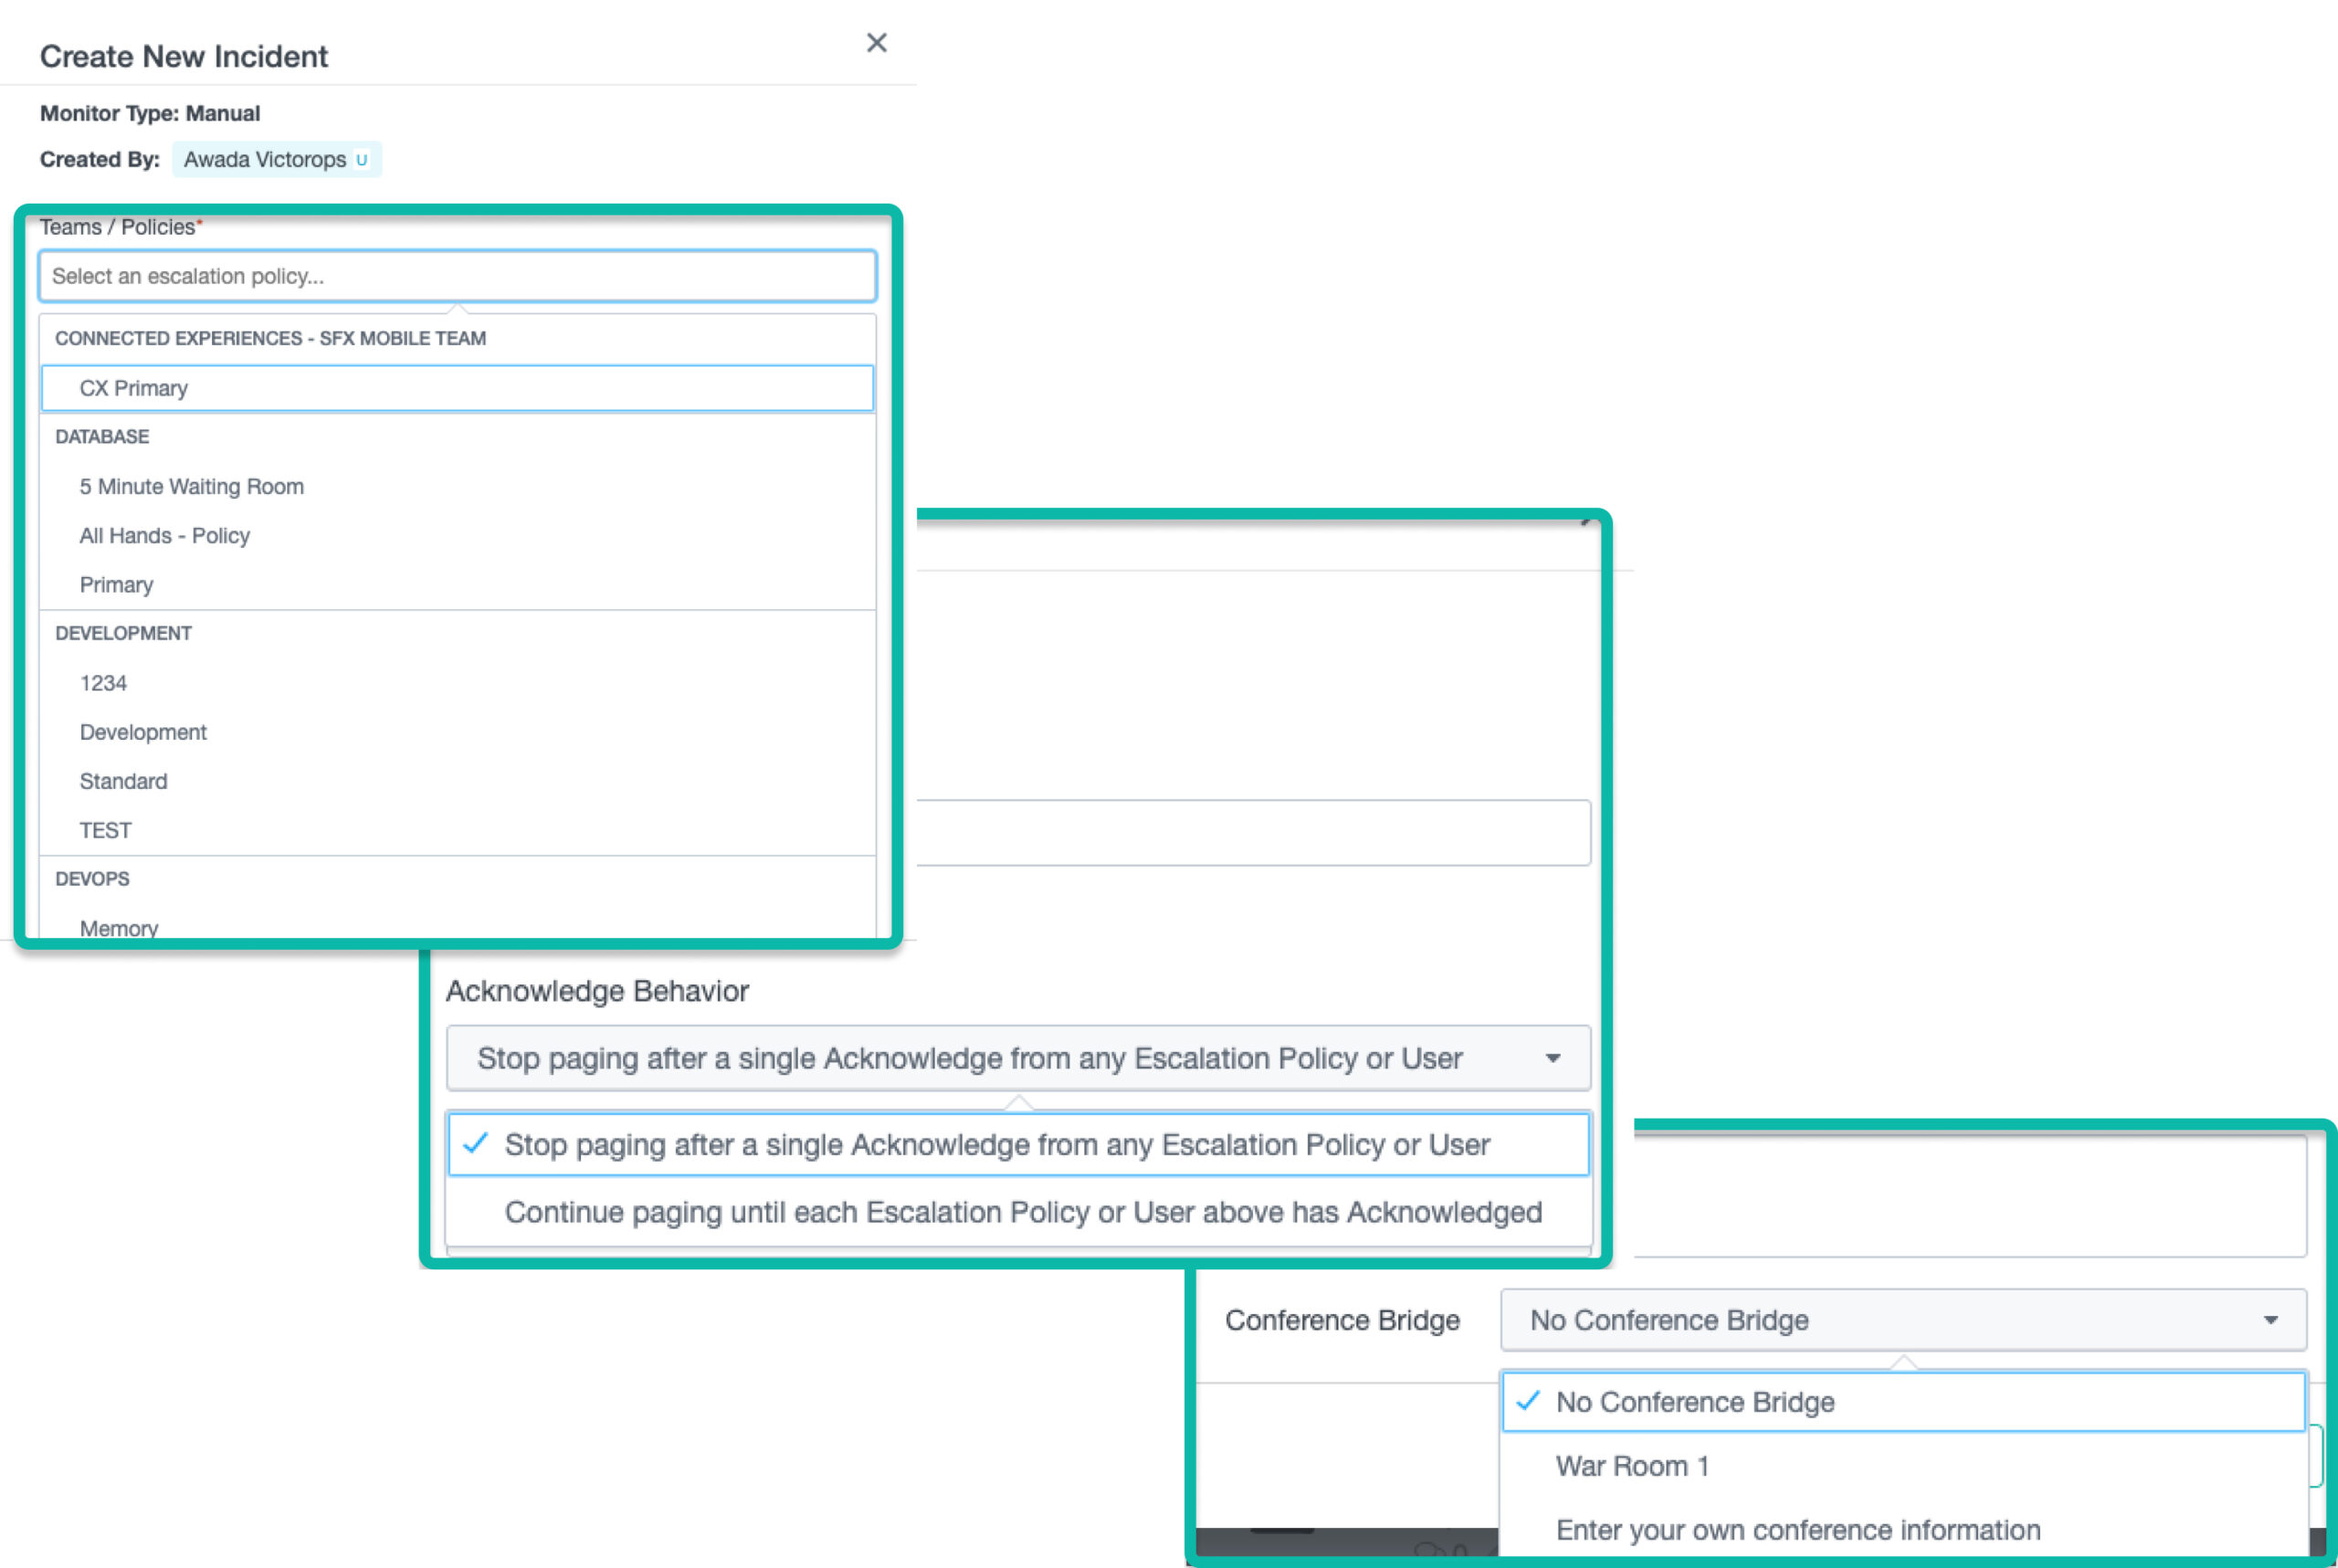 Create New Incident
Monitor Type: Manual
Created By: Awada Victorops U
Teams / Policies*
Select an escalation policy...
CONNECTED EXPERIENCES - SFX MOBILE TEAM
CX Primary
DATABASE
5 Minute Waiting Room
All Hands - Policy
Primary
DEVELOPMENT
1234
Development
Standard
TEST
DEVOPS
Memory
Acknowledge Behavior
Stop paging after a single Acknowledge from any Escalation Policy or User
Stop paging after a single Acknowledge from any Escalation Policy or User
Continue paging until each Escalation Policy or User above has Acknowledged
Conference Bridge No Conference Bridge
No Conference Bridge
War Room 1
Enter your own conference information